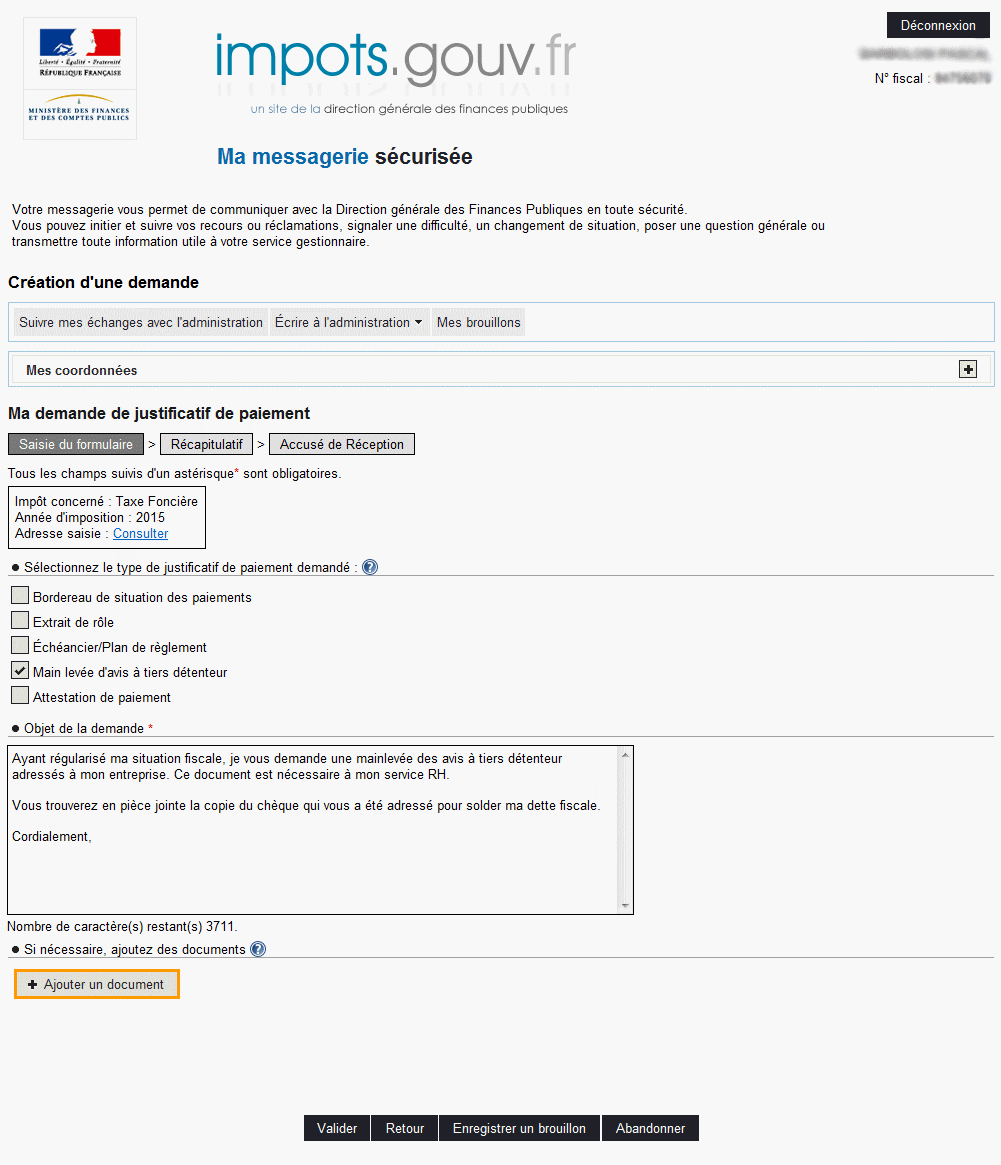 Déconnexion
N° fiscal :
Liberté • Égalité • Fraternité
RÉPUBLIQUE FRANÇAISE
MINISTÈRE DES FINANCES
ET DES COMPTES PUBLICS
impots.gouv.fr
un site de la direction générale des finances publiques
Ma messagerie sécurisée
Votre messagerie vous permet de communiquer avec la Direction générale des Finances Publiques en toute sécurité.
Vous pouvez initier et suivre vos recours ou réclamations, signaler une difficulté, un changement de situation, poser une question générale ou
transmettre toute information utile à votre service gestionnaire.
Création d'une demande
Suivre mes échanges avec l'administration Écrire à l'administration Mes brouillons
Mes coordonnées
Ma demande de justificatif de paiement
Saisie du formulaire > Récapitulatif > Accusé de Réception
Tous les champs suivis d'un astérisque* sont obligatoires.
Impôt concerné : Taxe Foncière
Année d'imposition : 2015
Adresse saisie : Consulter
● Sélectionnez le type de justificatif de paiement demandé : ?
Bordereau de situation des paiements
Extrait de rôle
Échéancier/Plan de règlement
Main levée d'avis à tiers détenteur
Attestation de paiement
● Objet de la demande *
Ayant régularisé ma situation fiscale, je vous demande une mainlevée des avis à tiers détenteur
adressés à mon entreprise. Ce document est nécessaire à mon service RH.
Vous trouverez en pièce jointe la copie du chèque qui vous a été adressé pour solder ma dette fiscale.
Cordialement,
Nombre de caractère(s) restant(s) 3711.
● Si nécessaire, ajoutez des documents ?
+ Ajouter un document
Valider Retour Enregistrer un brouillon Abandonner